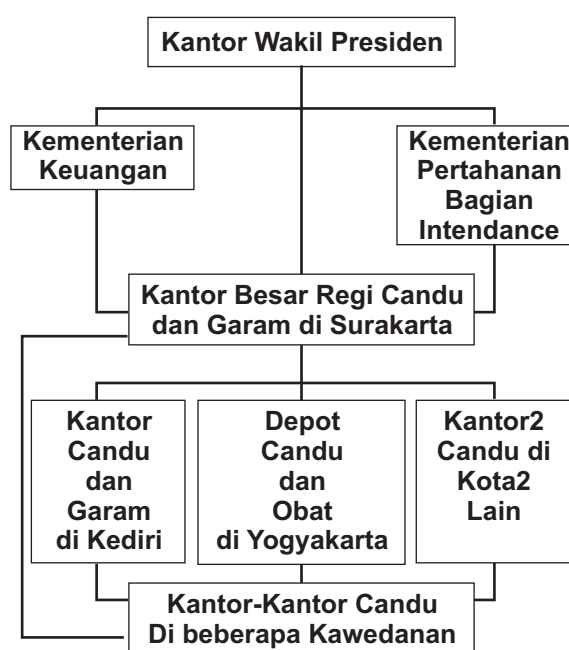 Kantor Wakil Presiden
Kementerian
Keuangan
Kementerian
Pertahanan
Bagian
Intendance
Kantor Besar Regi Candu
dan Garam di Surakarta
Kantor
Candu
dan
Garam
di Kediri
Depot
Candu
dan
Obat
di Yogyakarta
Kantor2
Candu di
Kota2
Lain
Kantor-Kantor Candu
Di beberapa Kawedanan